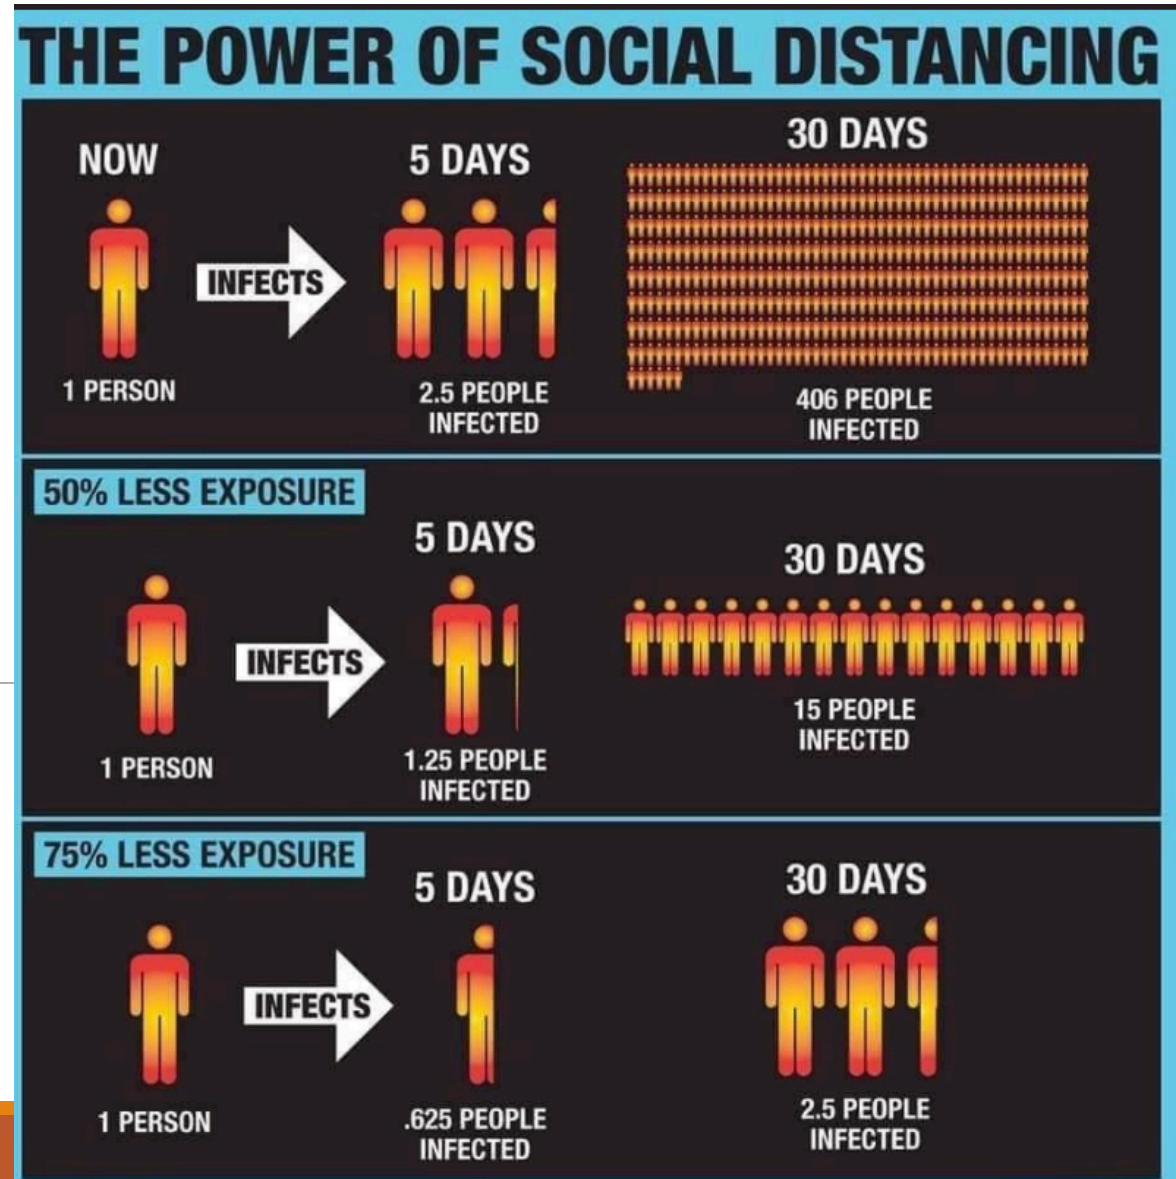 THE POWER OF SOCIAL DISTANCING
NOW
5 DAYS
30 DAYS
INFECTS
1 PERSON
2.5 PEOPLE
INFECTED
406 PEOPLE
INFECTED
50% LESS EXPOSURE
5 DAYS
30 DAYS
INFECTS
1 PERSON
1.25 PEOPLE
INFECTED
15 PEOPLE
INFECTED
75% LESS EXPOSURE
5 DAYS
30 DAYS
INFECTS
1 PERSON
.625 PEOPLE
INFECTED
2.5 PEOPLE
INFECTED